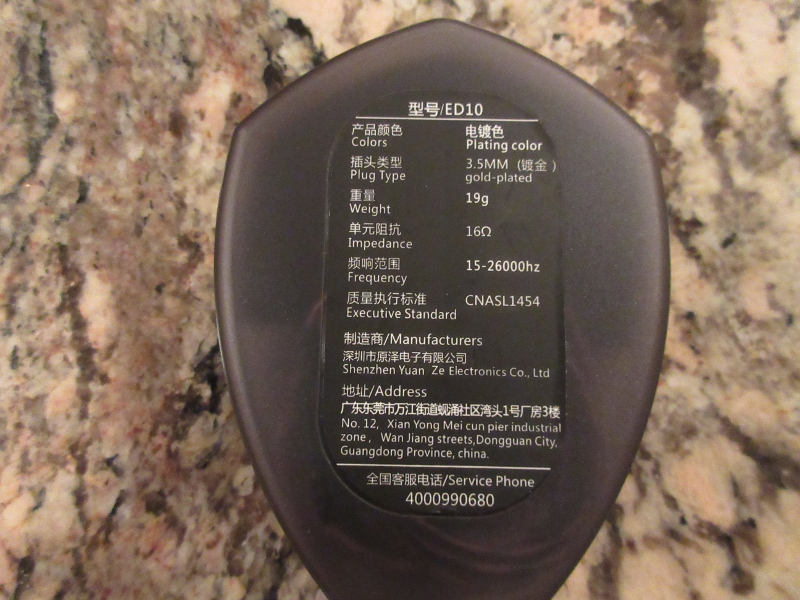 型号/ED10
产品颜色 电镀色
Colors Plating color
插头类型 3.5MM (镀金)
Plug Type gold-plated
重量 19g
Weight
单元阻抗 16Ω
Impedance
频响范围 15-26000hz
Frequency
质量执行标准 CNASL1454
Executive Standard
制造商/Manufacturers
深圳市原泽电子有限公司
Shenzhen Yuan Ze Electronics Co., Ltd
地址/Address
广东东莞市万江街道蚬涌社区湾头1号厂房3楼
No. 12, Xian Yong Mei cun pier industrial
zone, Wan Jiang streets,Dongguan City,
Guangdong Province, china.
全国客服电话/Service Phone
4000990680